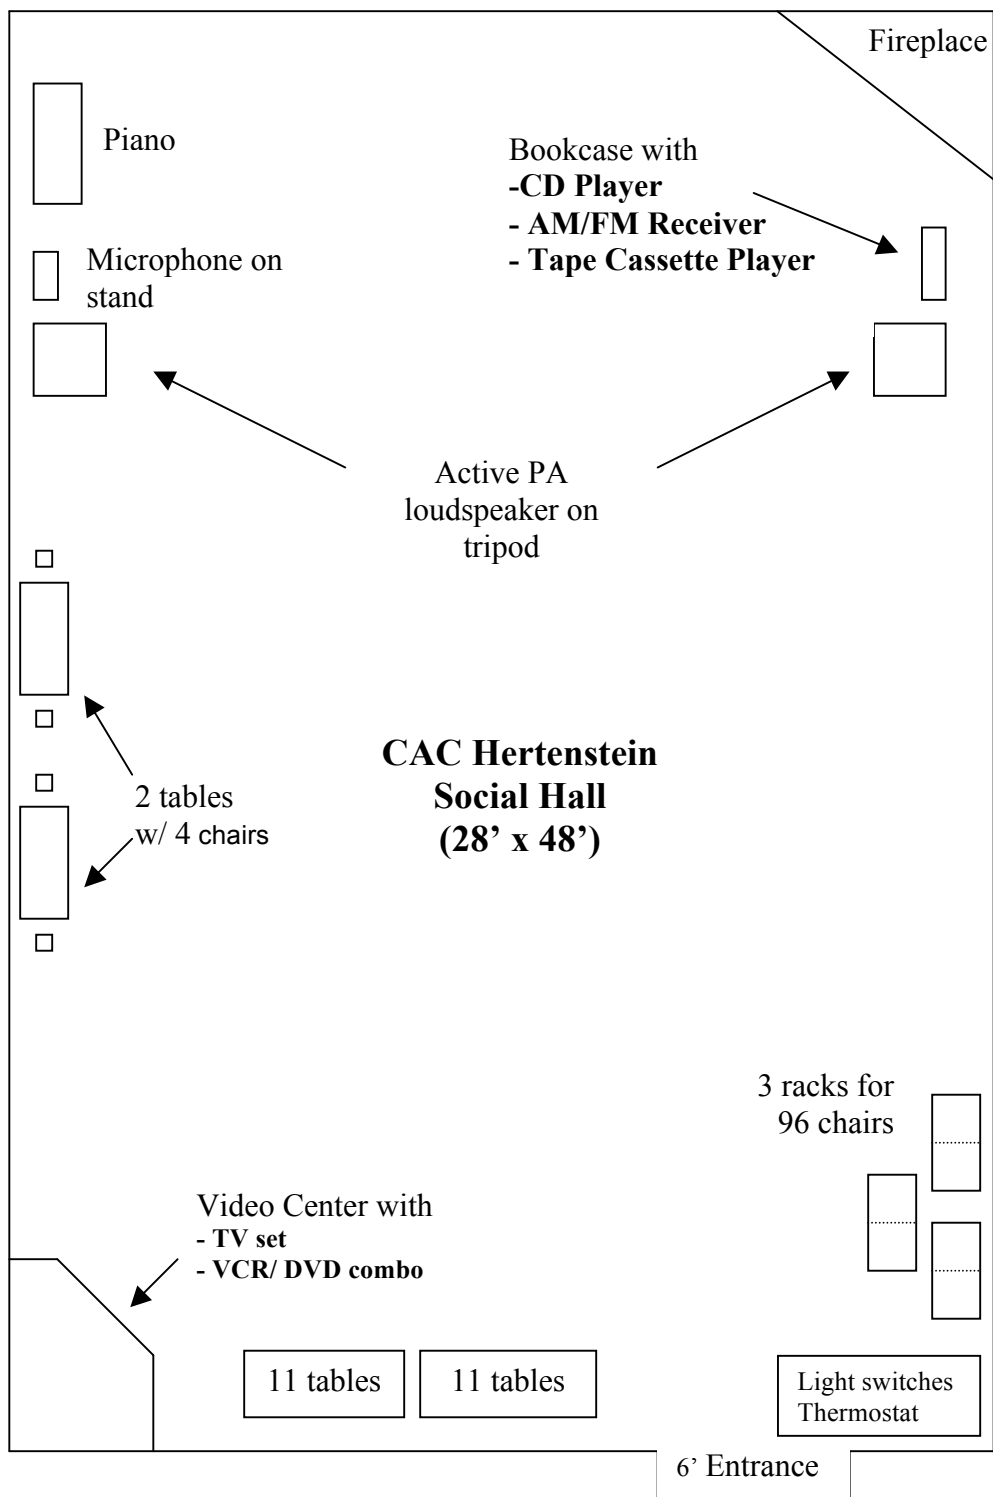 Fireplace
Piano
Bookcase with
-CD Player
- AM/FM Receiver
- Tape Cassette Player
Microphone on
stand
Active PA
loudspeaker on
tripod
CAC Hertenstein
Social Hall
(28’ x 48’)
2 tables
w/ 4 chairs
3 racks for
96 chairs
Video Center with
- TV set
- VCR/ DVD combo
11 tables
11 tables
Light switches
Thermostat
6’ Entrance